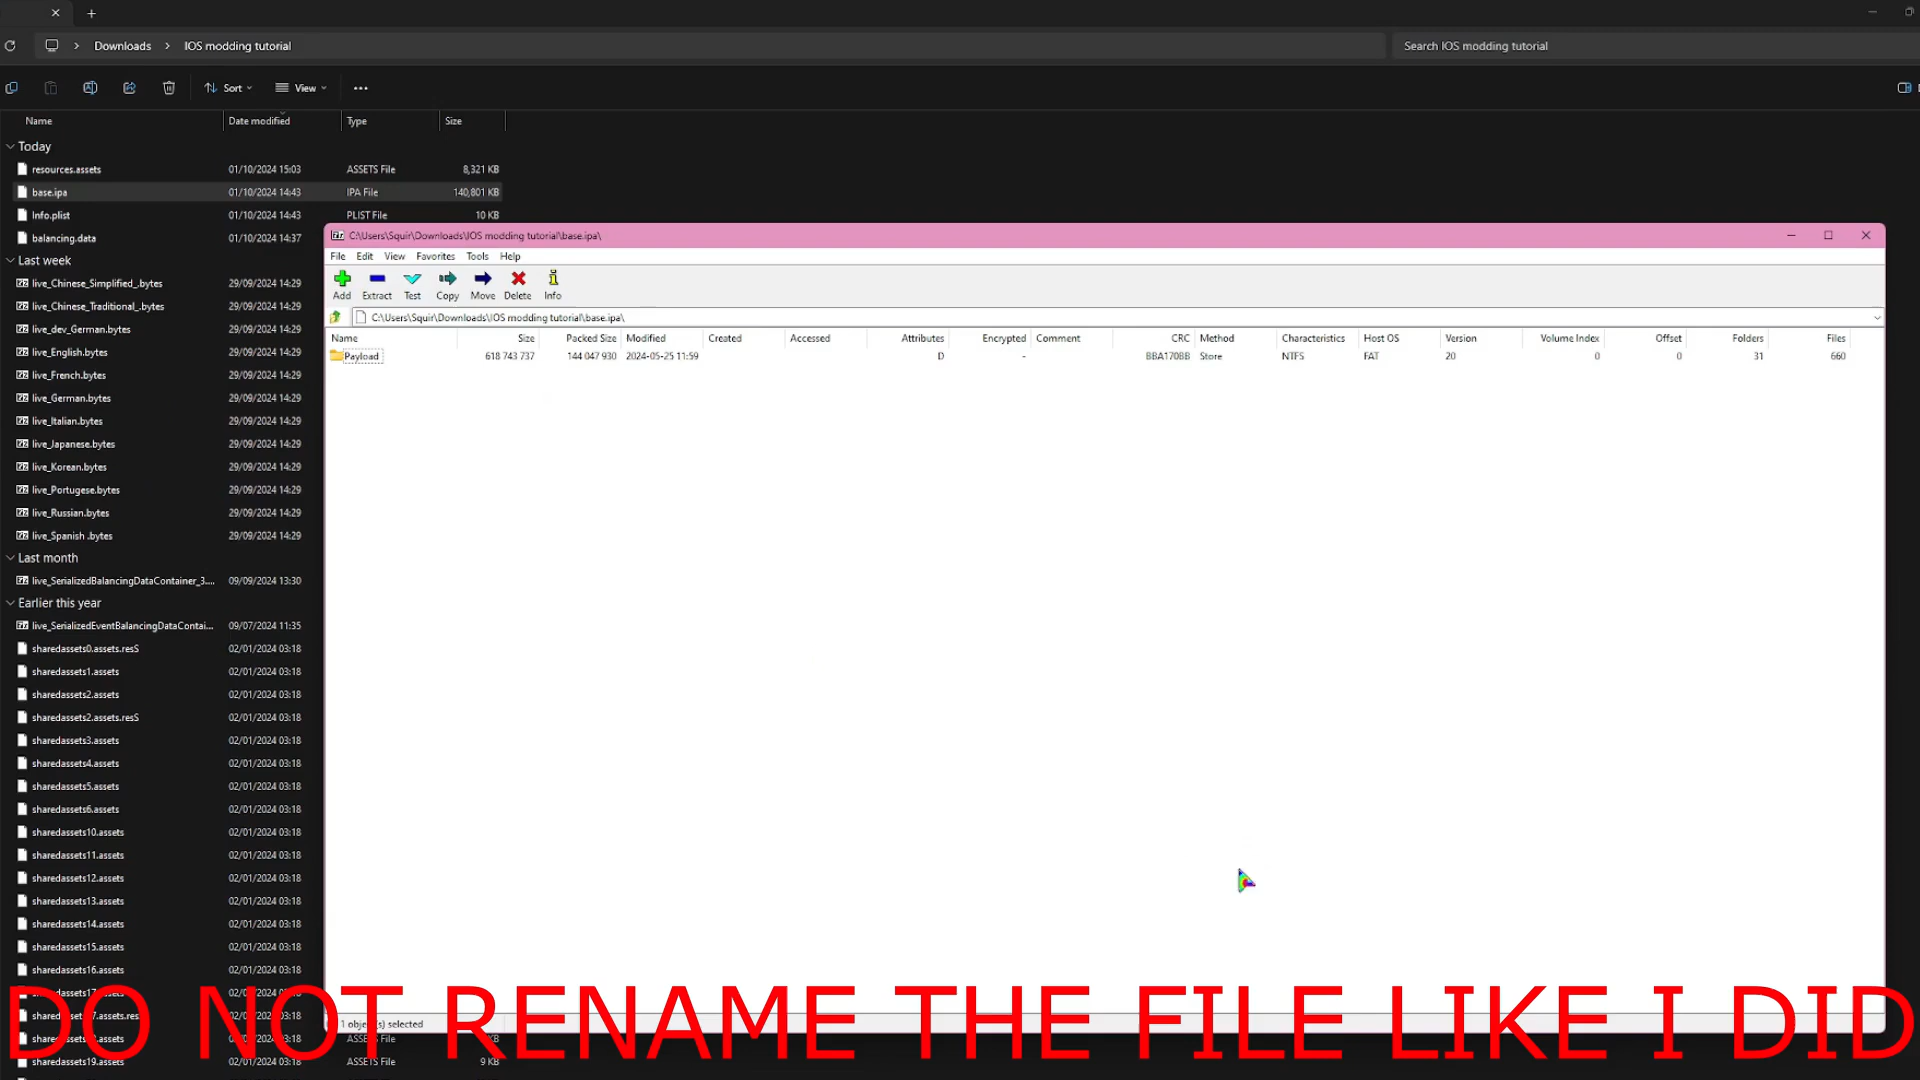 Downloads > IOS modding tutorial
Search IOS modding tutorial
Sort View
Name Date modified Type Size
Today
resources.assets 01/10/2024 15:03 ASSETS File 8,321 KB
base.ipa 01/10/2024 14:43 IPA File 140,801 KB
Info.plist 01/10/2024 14:43 PLIST File 10 KB
balancing.data 01/10/2024 14:37
Last week
live_Chinese_Simplified_.bytes 29/09/2024 14:29
live_Chinese_Traditional_.bytes 29/09/2024 14:29
live_dev_German.bytes 29/09/2024 14:29
live_English.bytes 29/09/2024 14:29
live_French.bytes 29/09/2024 14:29
live_German.bytes 29/09/2024 14:29
live_Italian.bytes 29/09/2024 14:29
live_Japanese.bytes 29/09/2024 14:29
live_Korean.bytes 29/09/2024 14:29
live_Portugese.bytes 29/09/2024 14:29
live_Russian.bytes 29/09/2024 14:29
live_Spanish .bytes 29/09/2024 14:29
Last month
live_SerializedBalancingDataContainer_3.... 09/09/2024 13:30
Earlier this year
live_SerializedEventBalancingDataContai... 09/07/2024 11:35
sharedassets0.assets.resS 02/01/2024 03:18
sharedassets1.assets 02/01/2024 03:18
sharedassets2.assets 02/01/2024 03:18
sharedassets2.assets.resS 02/01/2024 03:18
sharedassets3.assets 02/01/2024 03:18
sharedassets4.assets 02/01/2024 03:18
sharedassets5.assets 02/01/2024 03:18
sharedassets6.assets 02/01/2024 03:18
sharedassets10.assets 02/01/2024 03:18
sharedassets11.assets 02/01/2024 03:18
sharedassets12.assets 02/01/2024 03:18
sharedassets13.assets 02/01/2024 03:18
sharedassets14.assets 02/01/2024 03:18
sharedassets15.assets 02/01/2024 03:18
sharedassets16.assets 02/01/2024 03:18
sharedassets19.assets 02/01/2024 03:18 ASSETS File 9 KB
C:\Users\Squir\Downloads\IOS modding tutorial\base.ipa\
File Edit View Favorites Tools Help
Add Extract Test Copy Move Delete Info
C:\Users\Squir\Downloads\IOS modding tutorial\base.ipa\
Name Size Packed Size Modified Created Accessed Attributes Encrypted Comment CRC Method Characteristics Host OS Version Volume Index Offset Folders Files
Payload 618 743 737 144 047 930 2024-05-25 11:59 D - BBA170BB Store NTFS FAT 20 0 0 31 660
1 object(s) selected
DO NOT RENAME THE FILE LIKE I DID